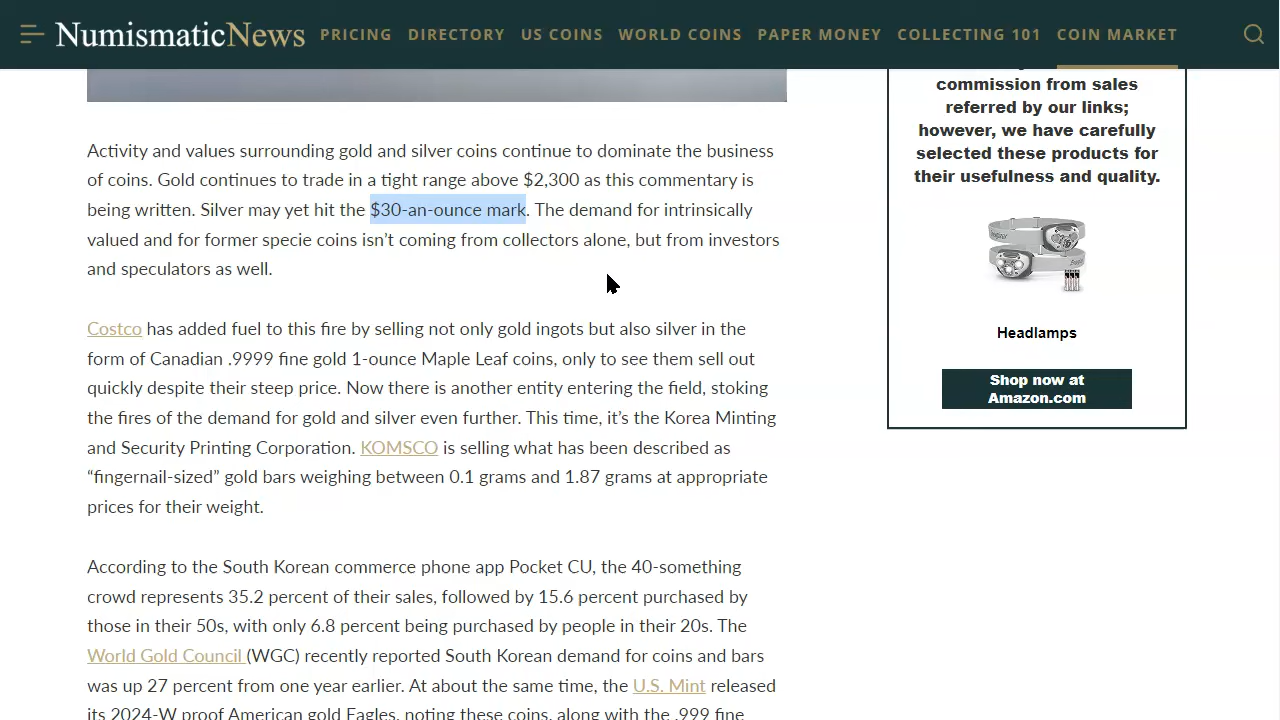 NumismaticNews PRICING DIRECTORY US COINS WORLD COINS PAPER MONEY COLLECTING 101 COIN MARKET
Activity and values surrounding gold and silver coins continue to dominate the business
of coins. Gold continues to trade in a tight range above $2,300 as this commentary is
being written. Silver may yet hit the $30-an-ounce mark. The demand for intrinsically
valued and for former specie coins isn’t coming from collectors alone, but from investors
and speculators as well.
Costco has added fuel to this fire by selling not only gold ingots but also silver in the
form of Canadian .9999 fine gold 1-ounce Maple Leaf coins, only to see them sell out
quickly despite their steep price. Now there is another entity entering the field, stoking
the fires of the demand for gold and silver even further. This time, it’s the Korea Minting
and Security Printing Corporation. KOMSCO is selling what has been described as
“fingernail-sized” gold bars weighing between 0.1 grams and 1.87 grams at appropriate
prices for their weight.
According to the South Korean commerce phone app Pocket CU, the 40-something
crowd represents 35.2 percent of their sales, followed by 15.6 percent purchased by
those in their 50s, with only 6.8 percent being purchased by people in their 20s. The
World Gold Council (WGC) recently reported South Korean demand for coins and bars
was up 27 percent from one year earlier. At about the same time, the U.S. Mint released
its 2024-W proof American gold Eagles, noting these coins, along with the .999 fine
commission from sales
referred by our links;
however, we have carefully
selected these products for
their usefulness and quality.
Headlamps
Shop now at
Amazon.com